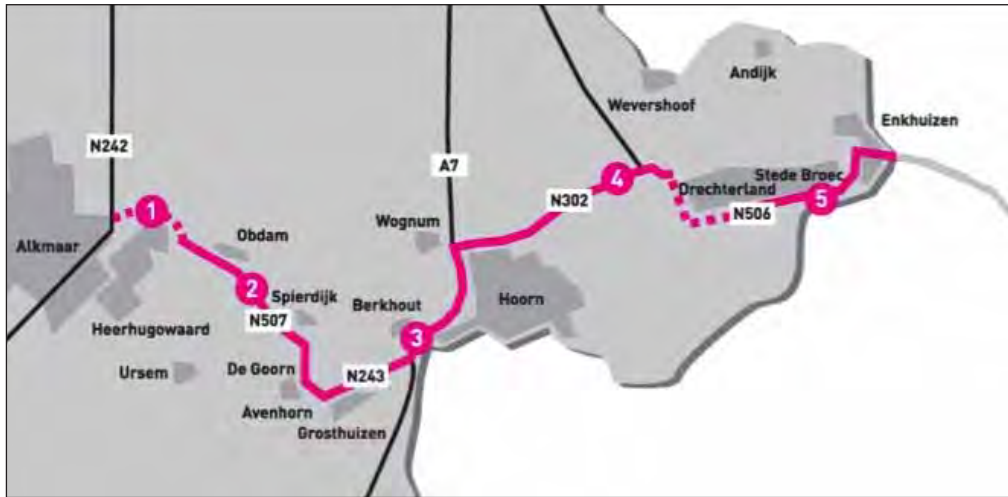 Andijk
Wevershoof
Enkhuizen
N242
A7
4
Stede Broec
Drechterland
N302
5
1
N506
Wognum
Alkmaar
Obdam
2
Spierdijk
Berkhout
Hoorn
N507
Heerhugowaard
3
Ursem
De Goorn
N243
Avenhorn
Grosthuizen